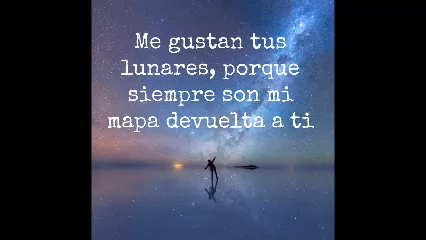 Me gustan tus
lunares, porque
siempre son mi
mapa devuelta a ti